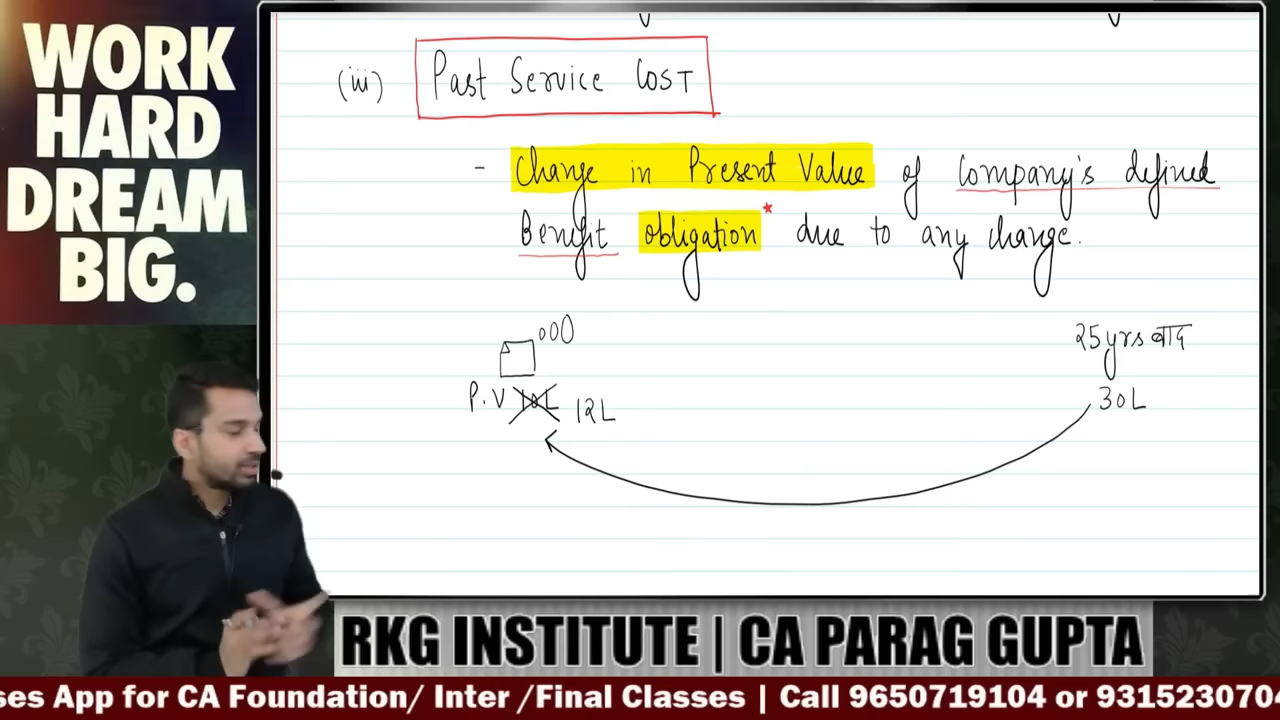 WORK
HARD
DREAM
BIG.
(iii) Past Service Cost
- Change in Present Value of Company's defined
Benefit obligation* due to any change.
25yrs बाद
P.V 10L 12L
30L
RKG INSTITUTE | CA PARAG GUPTA
ses App for CA Foundation/ Inter /Final Classes | Call 9650719104 or 931523070